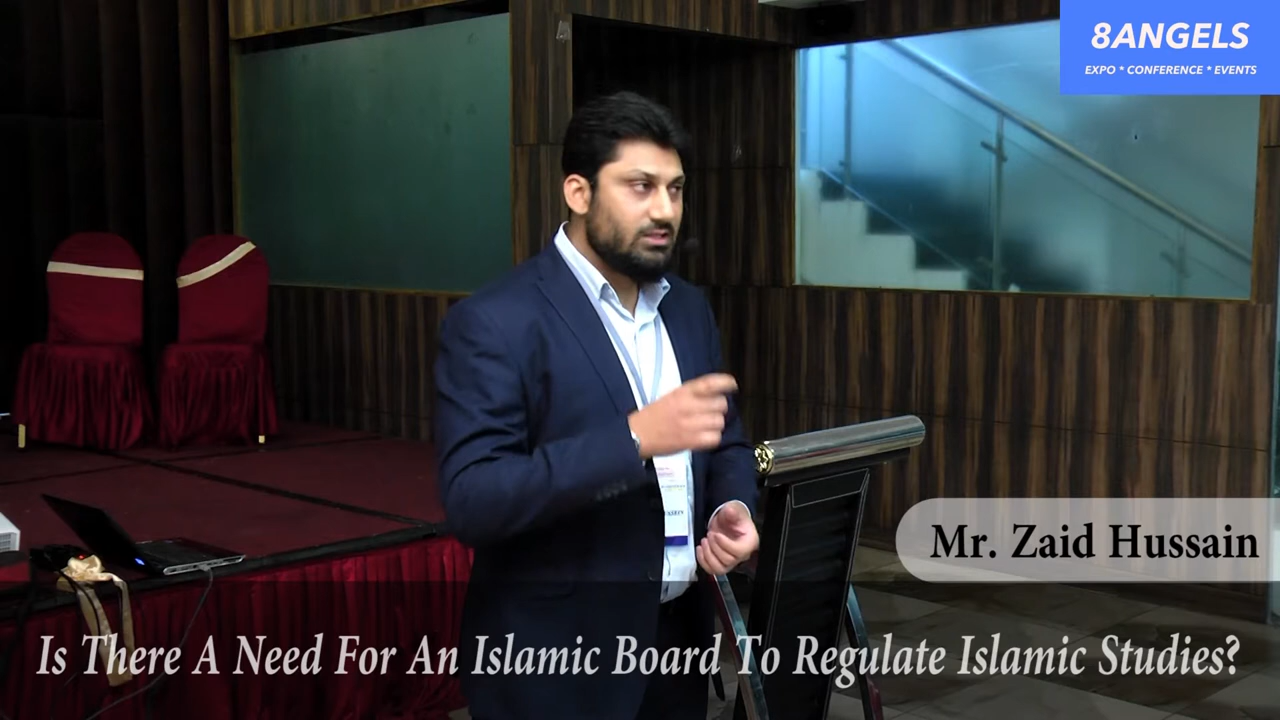 8ANGELS
EXPO * CONFERENCE * EVENTS
Mr. Zaid Hussain
Is There A Need For An Islamic Board To Regulate Islamic Studies?